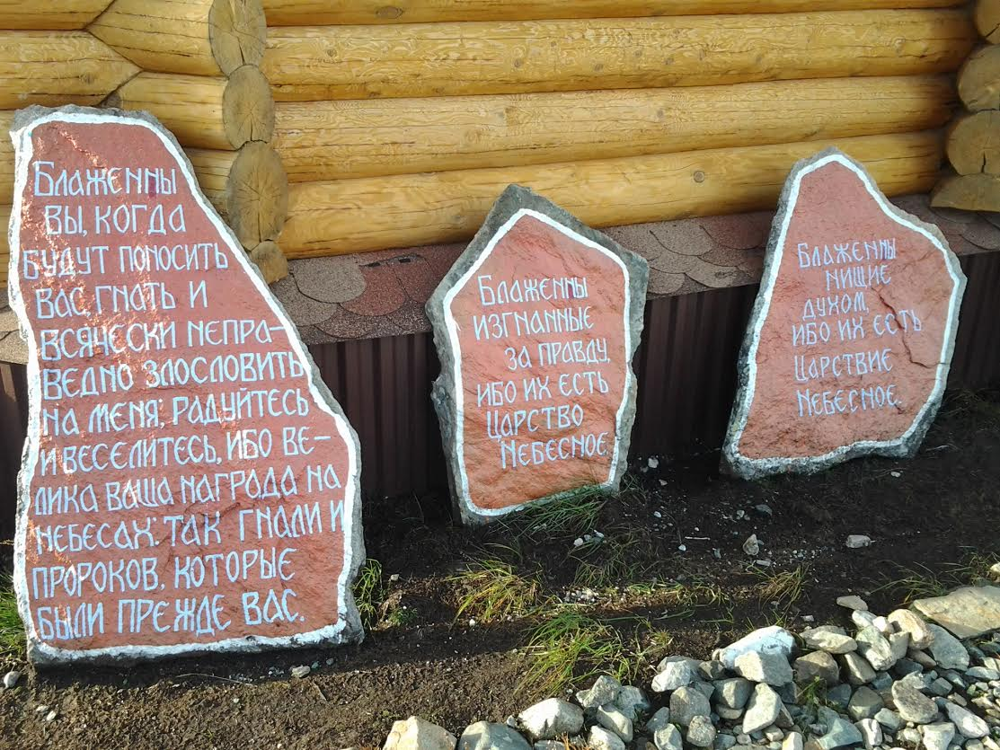 Блаженны
вы, когда
будут поносить
вас, гнать и
всячески непра–
ведно злословить
на меня; радуйтесь
и веселитесь, ибо ве–
лика ваша награда на
небесах: так гнали и
пророков, которые
были прежде вас.
Блаженны
изгнанные
за правду,
ибо их есть
Царство
Небесное.
Блаженны
нищие
духом,
ибо их есть
Царствие
Небесное.